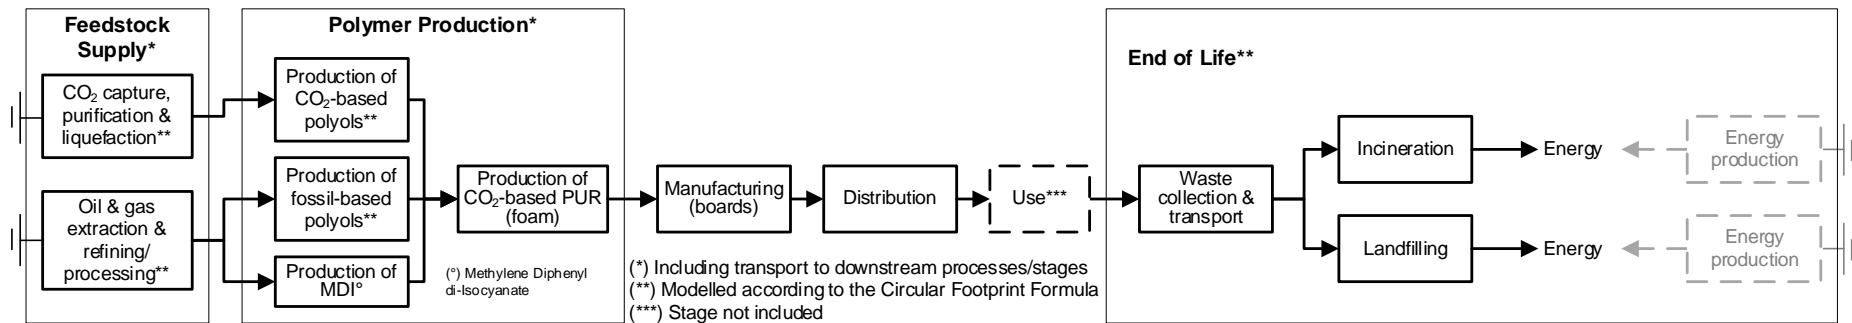 Feedstock
Supply*
CO₂ capture,
purification &
liquefaction**
Oil & gas
extraction &
refining/
processing**
Polymer Production*
Production of
CO₂-based
polyols**
Production of
fossil-based
polyols**
Production of
MDI°
Production of
CO₂-based PUR
(foam)
(°) Methylene Diphenyl
di-Isocyanate
Manufacturing
(boards)
Distribution
Use***
(*) Including transport to downstream processes/stages
(**) Modelled according to the Circular Footprint Formula
(***) Stage not included
End of Life**
Waste
collection &
transport
Incineration
Energy
Energy
production
Landfilling
Energy
Energy
production